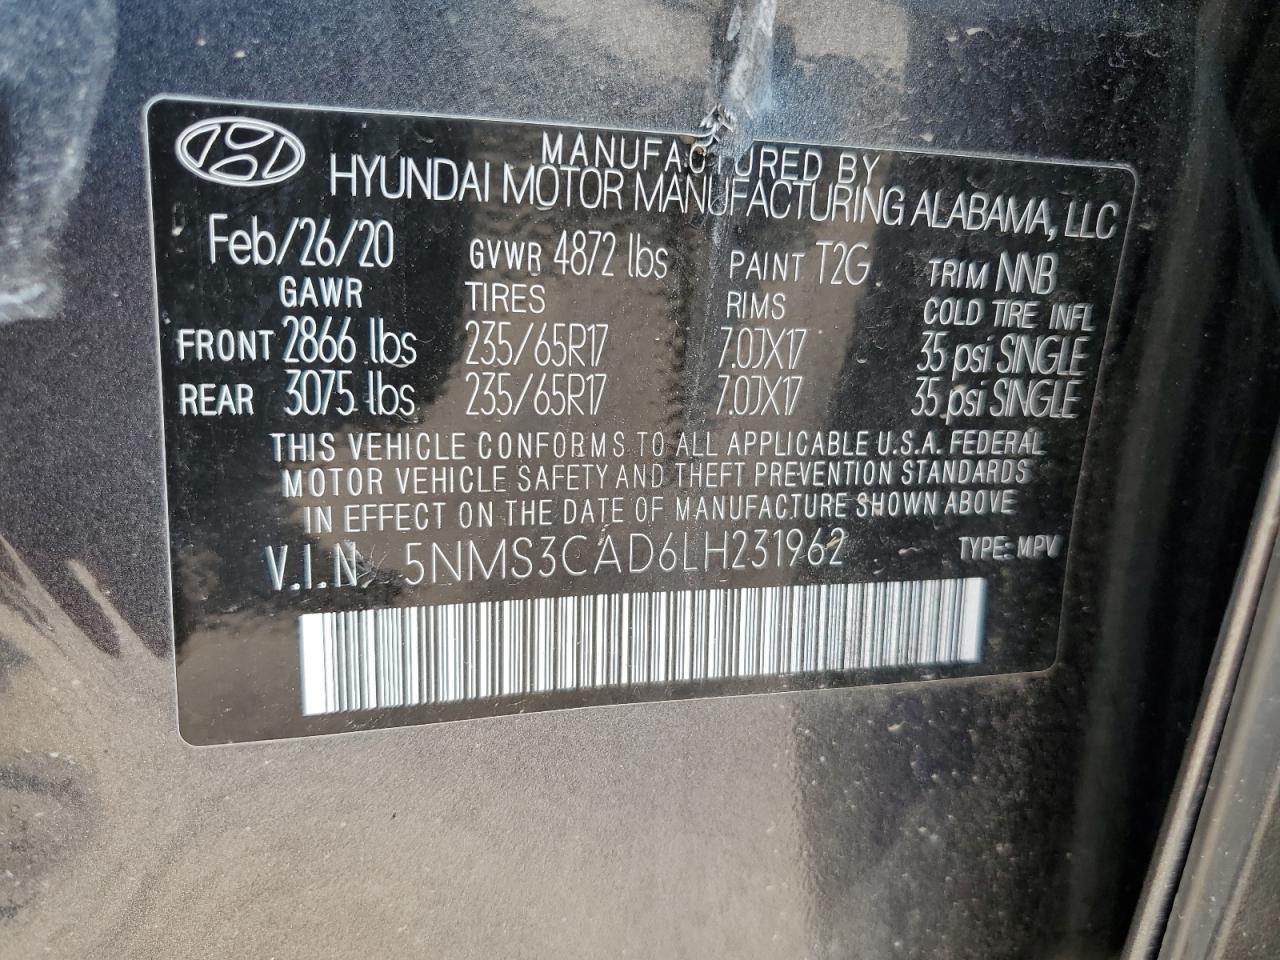 MANUFACTURED BY
HYUNDAI MOTOR MANUFACTURING ALABAMA, LLC
Feb/26/20 GVWR 4872 lbs PAINT T2G TRIM NNB
GAWR TIRES RIMS COLD TIRE INFL
FRONT 2866 lbs 235/65R17 7.0JX17 35 psi SINGLE
REAR 3075 lbs 235/65R17 7.0JX17 35 psi SINGLE
THIS VEHICLE CONFORMS TO ALL APPLICABLE U.S.A. FEDERAL
MOTOR VEHICLE SAFETY AND THEFT PREVENTION STANDARDS
IN EFFECT ON THE DATE OF MANUFACTURE SHOWN ABOVE
V.I.N. 5NMS3CAD6LH231962 TYPE: MPV